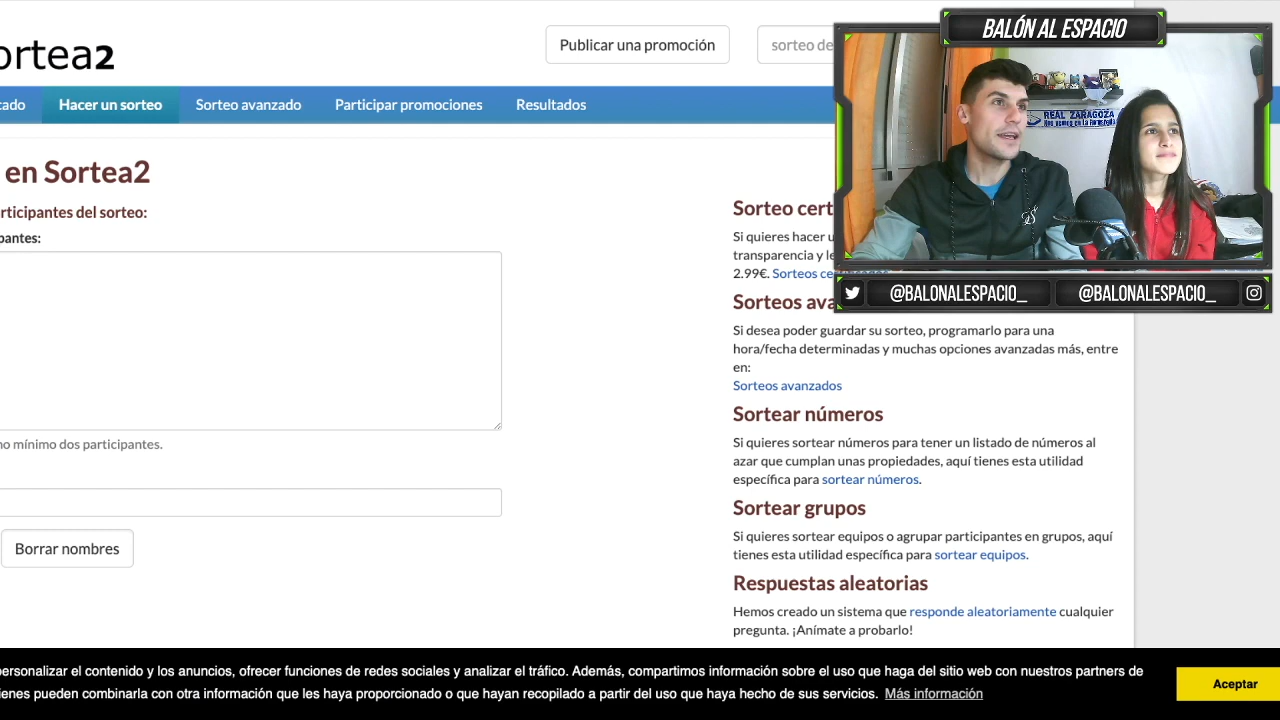 ortea2
Publicar una promoción
sorteo de
BALÓN AL ESPACIO
cado
Hacer un sorteo
Sorteo avanzado
Participar promociones
Resultados
REAL ZARAGOZA
en Sortea2
rticipantes del sorteo:
pantes:
no mínimo dos participantes.
Borrar nombres
Sorteo cert
Si quieres hacer u
transparencia y le
2.99€. Sorteos certificados
@BALONALESPACIO_
@BALONALESPACIO_
Sorteos ava
Si desea poder guardar su sorteo, programarlo para una
hora/fecha determinadas y muchas opciones avanzadas más, entre
en:
Sorteos avanzados
Sortear números
Si quieres sortear números para tener un listado de números al
azar que cumplan unas propiedades, aquí tienes esta utilidad
específica para sortear números.
Sortear grupos
Si quieres sortear equipos o agrupar participantes en grupos, aquí
tienes esta utilidad específica para sortear equipos.
Respuestas aleatorias
Hemos creado un sistema que responde aleatoriamente cualquier
pregunta. ¡Anímate a probarlo!
personalizar el contenido y los anuncios, ofrecer funciones de redes sociales y analizar el tráfico. Además, compartimos información sobre el uso que haga del sitio web con nuestros partners de
ienes pueden combinarla con otra información que les haya proporcionado o que hayan recopilado a partir del uso que haya hecho de sus servicios. Más información
Aceptar